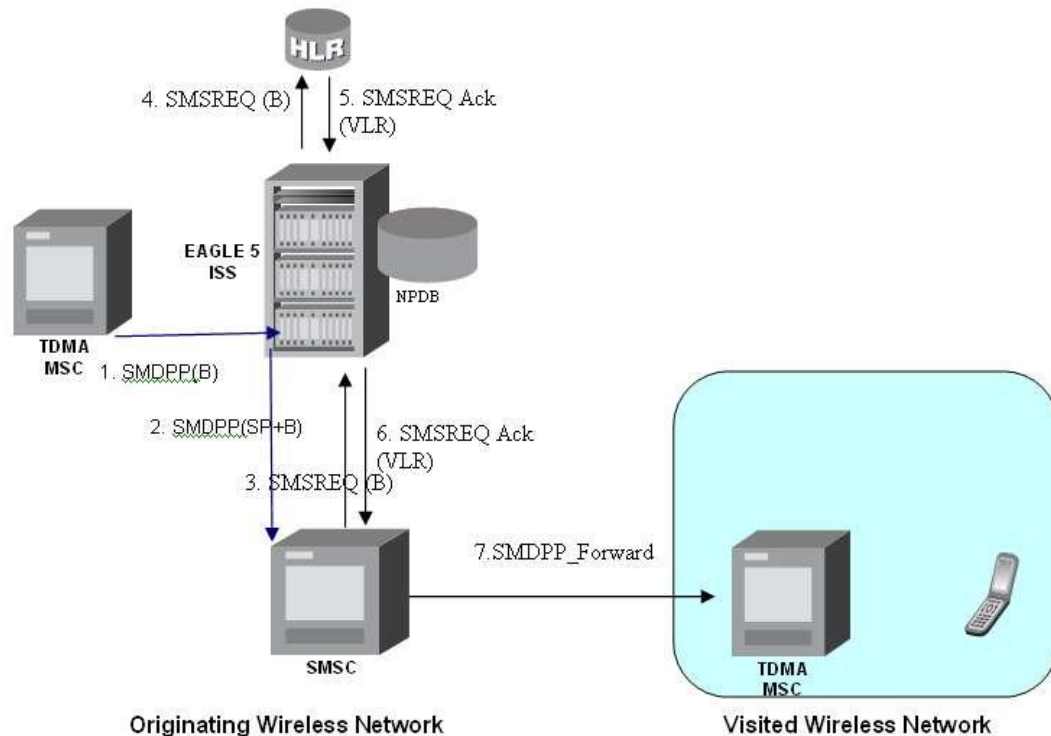 HLR
4. SMSREQ (B)
5. SMSREQ Ack
(VLR)
EAGLE 5
ISS
NPDB
TDMA
MSC
1. SMDPP(B)
2. SMDPP(SP+B)
6. SMSREQ Ack
(VLR)
3. SMSREQ (B)
7.SMDPP_Forward
SMSC
TDMA
MSC
Originating Wireless Network
Visited Wireless Network